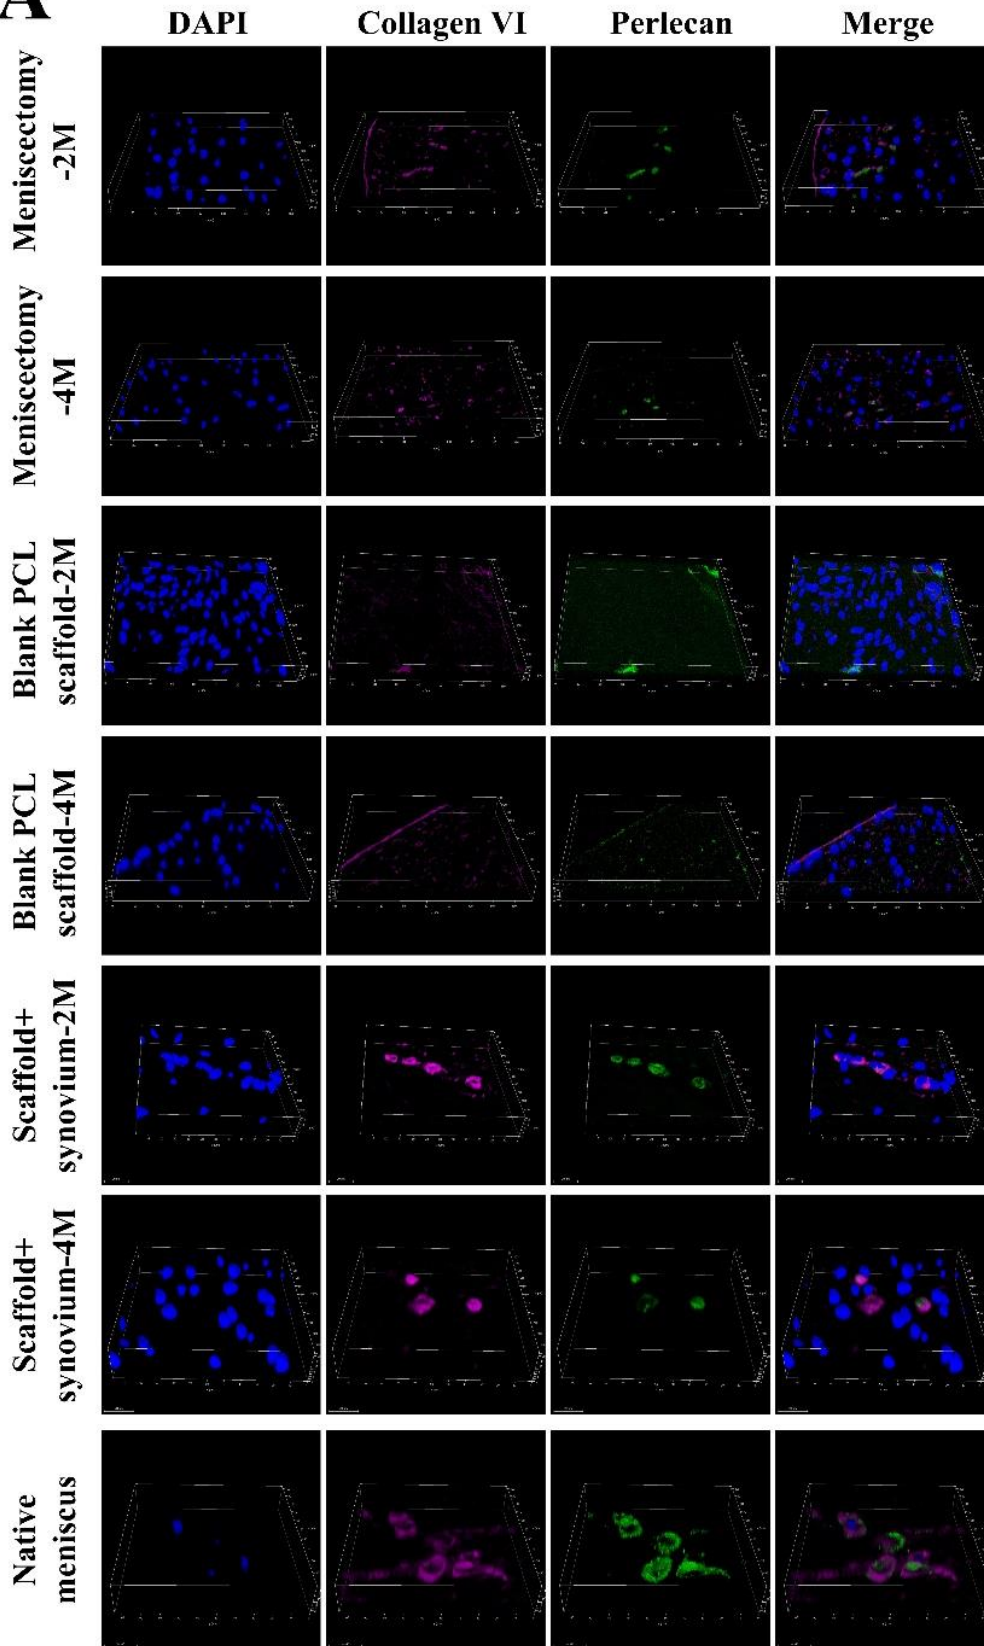 A
DAPI Collagen VI Perlecan Merge
Meniscectomy
-2M
Meniscectomy
-4M
Blank PCL
scaffold-2M
Blank PCL
scaffold-4M
Scaffold+
synovium-2M
Scaffold+
synovium-4M
Native
meniscus